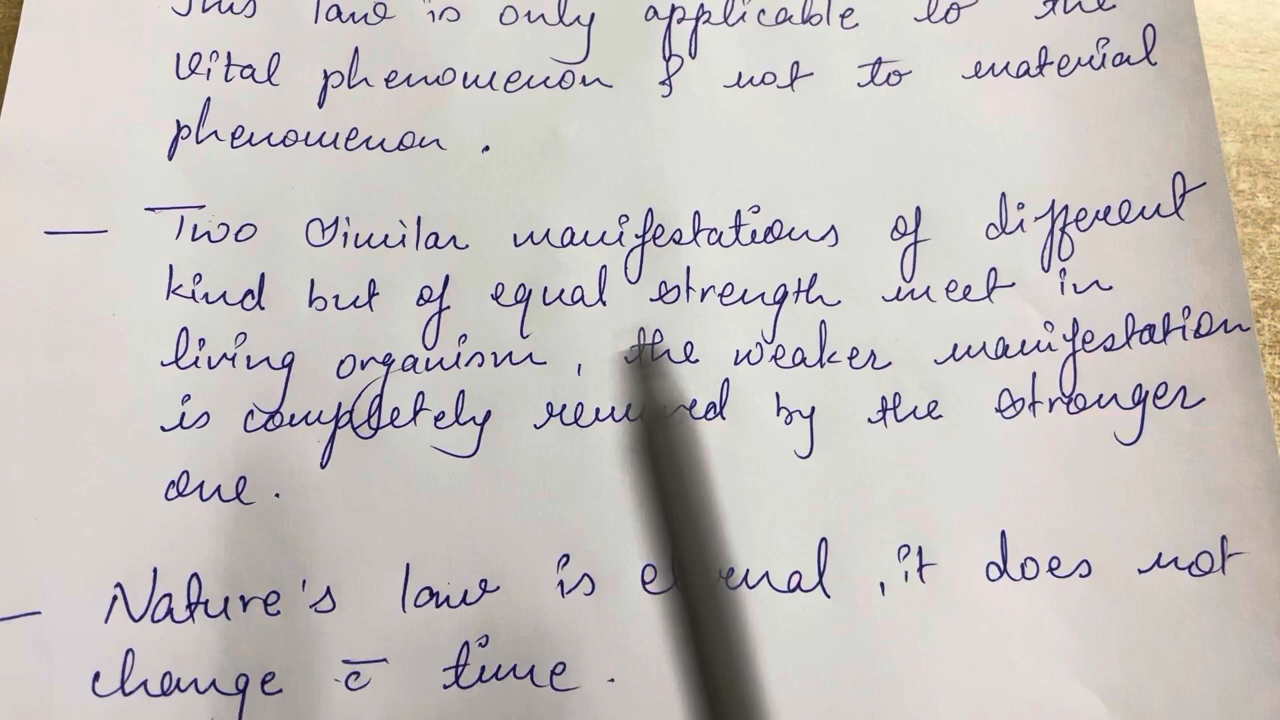 This law is only applicable to the
Vital phenomenon & not to material
phenomenon.
— Two Similar manifestations of different
kind but of equal strength meet in
living organism, the weaker manifestation
is completely removed by the stronger
one.
— Nature's law is eternal, it does not
change c̄ time.